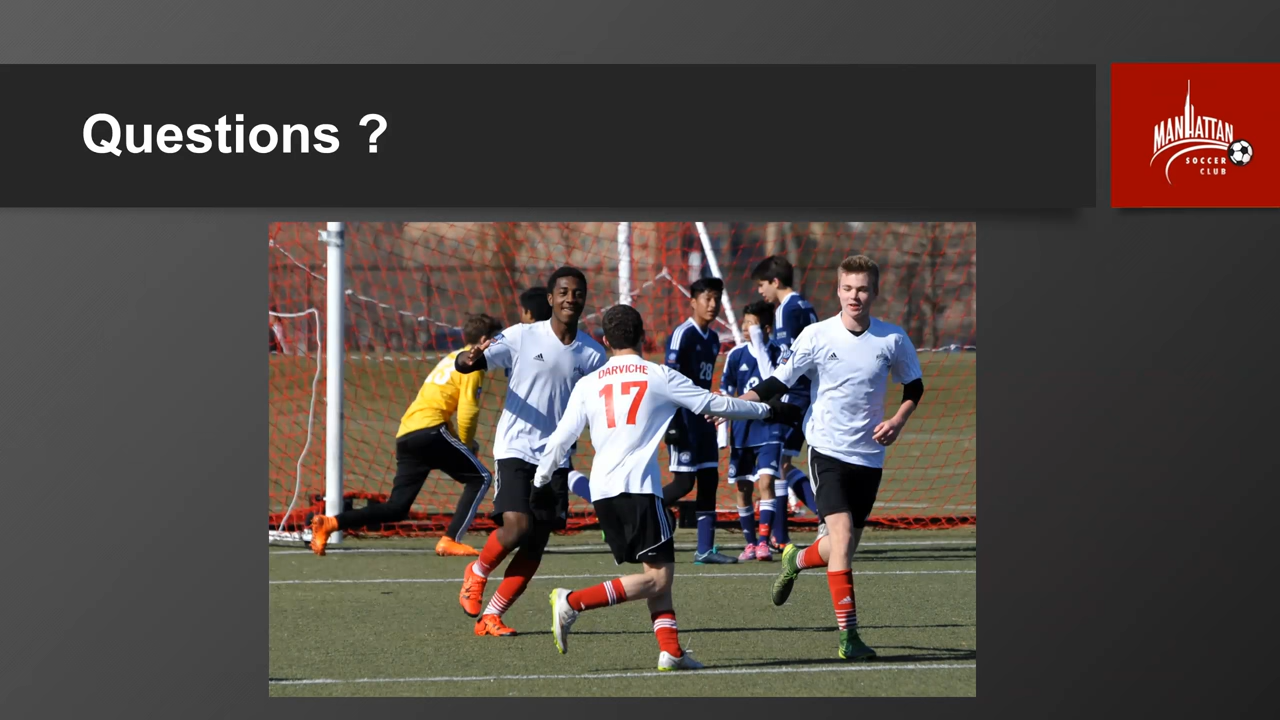 Questions ?
MANHATTAN
SOCCER
CLUB
DARVICHE
17
28